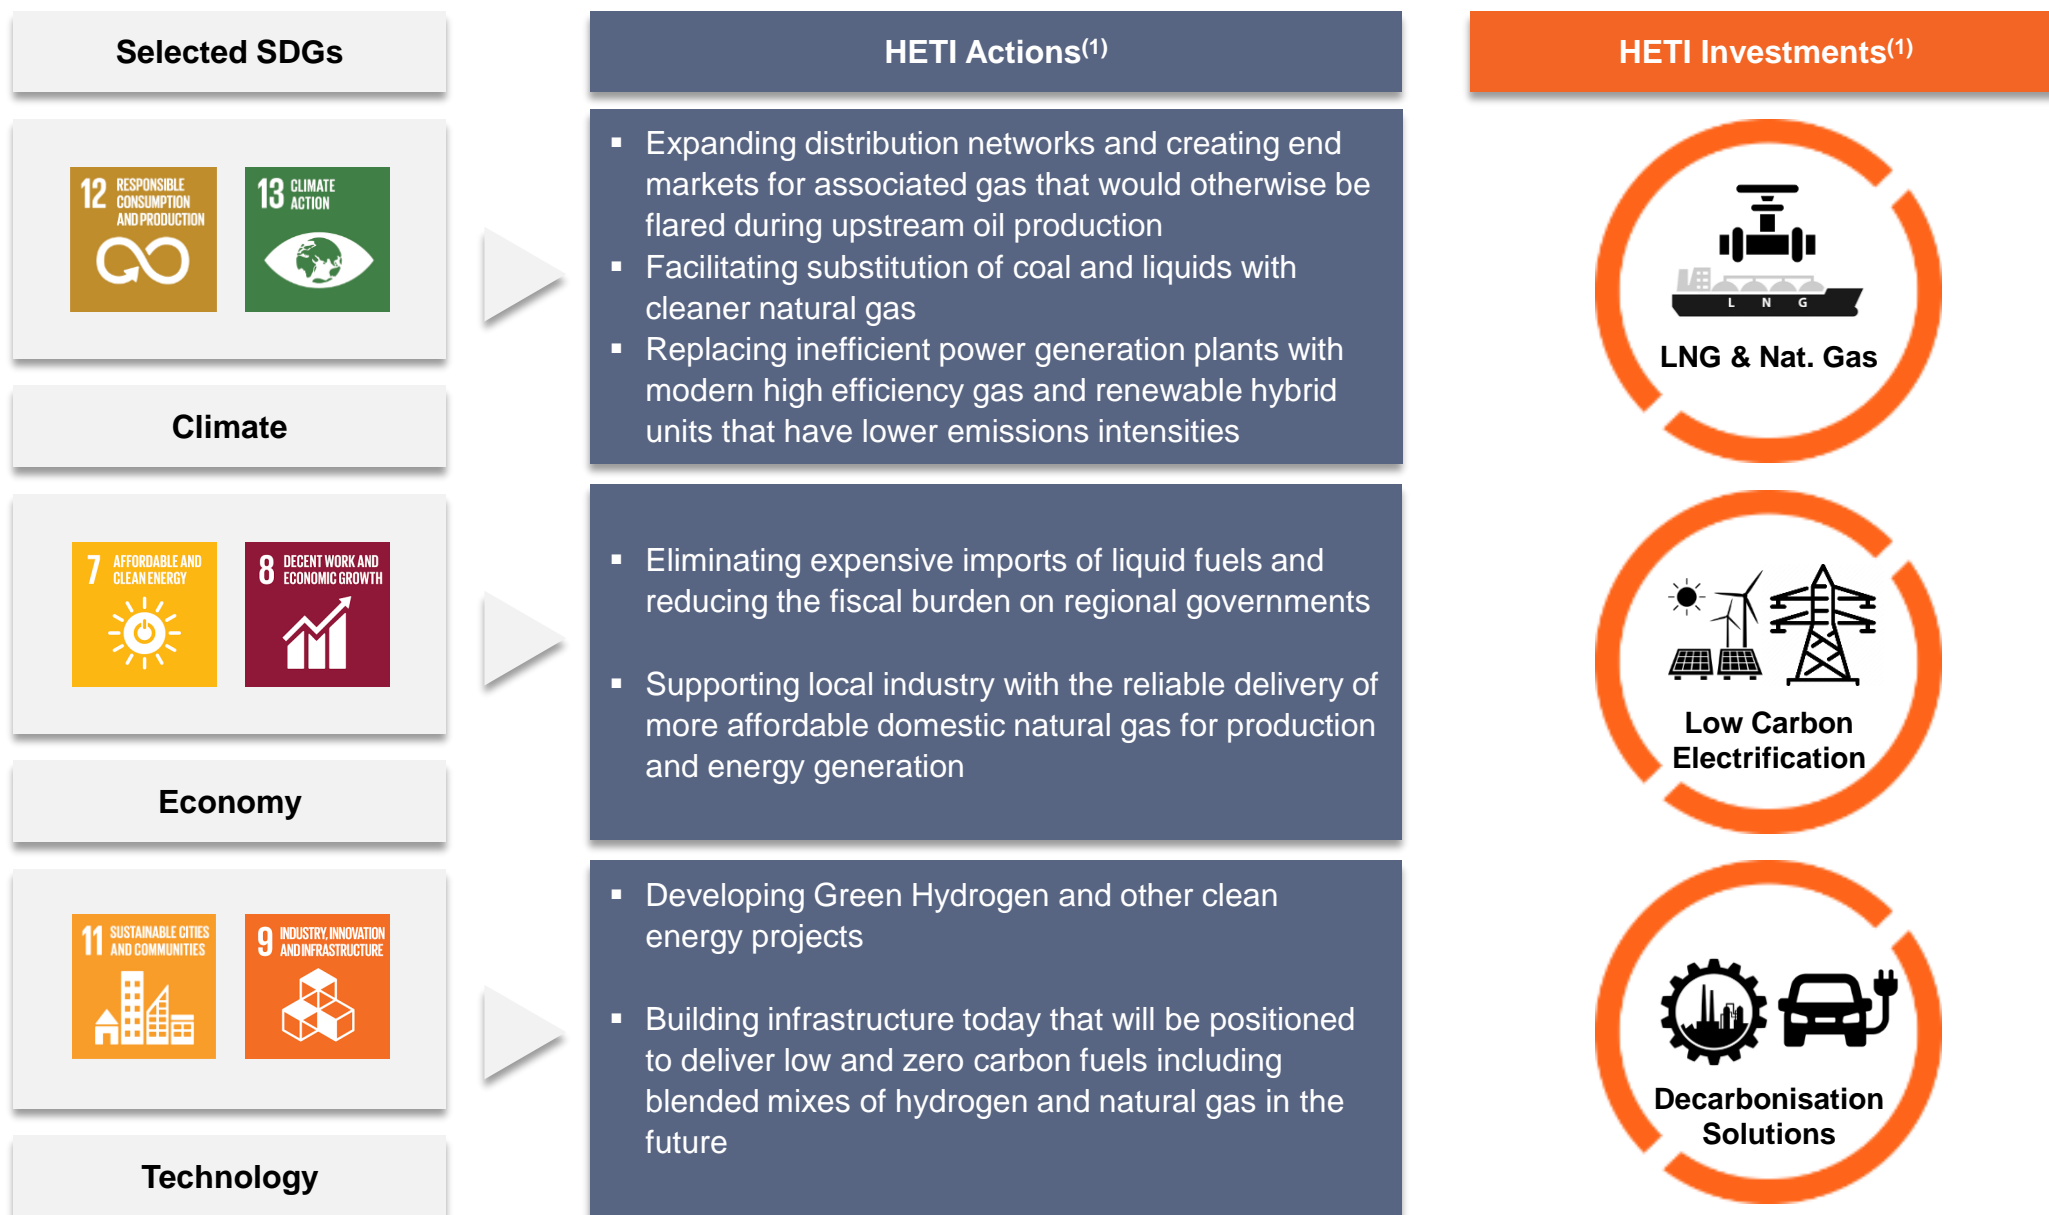 Selected SDGs
HETI Actions(1)
HETI Investments(1)
12 RESPONSIBLE
CONSUMPTION
AND PRODUCTION
13 CLIMATE
ACTION
Climate
▪ Expanding distribution networks and creating end
markets for associated gas that would otherwise be
flared during upstream oil production
▪ Facilitating substitution of coal and liquids with
cleaner natural gas
▪ Replacing inefficient power generation plants with
modern high efficiency gas and renewable hybrid
units that have lower emissions intensities
L N G
LNG & Nat. Gas
7 AFFORDABLE AND
CLEAN ENERGY
8 DECENT WORK AND
ECONOMIC GROWTH
Economy
▪ Eliminating expensive imports of liquid fuels and
reducing the fiscal burden on regional governments
▪ Supporting local industry with the reliable delivery of
more affordable domestic natural gas for production
and energy generation
Low Carbon
Electrification
11 SUSTAINABLE CITIES
AND COMMUNITIES
9 INDUSTRY, INNOVATION
AND INFRASTRUCTURE
Technology
▪ Developing Green Hydrogen and other clean
energy projects
▪ Building infrastructure today that will be positioned
to deliver low and zero carbon fuels including
blended mixes of hydrogen and natural gas in the
future
Decarbonisation
Solutions